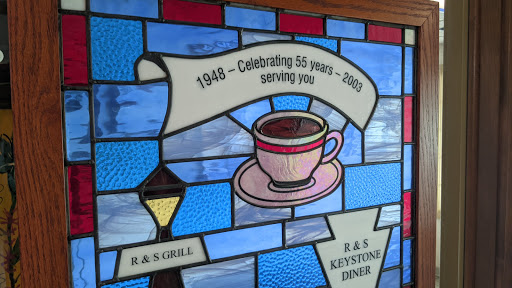 1948 – Celebrating 55 years – 2003
serving you
R & S GRILL
R & S
KEYSTONE
DINER